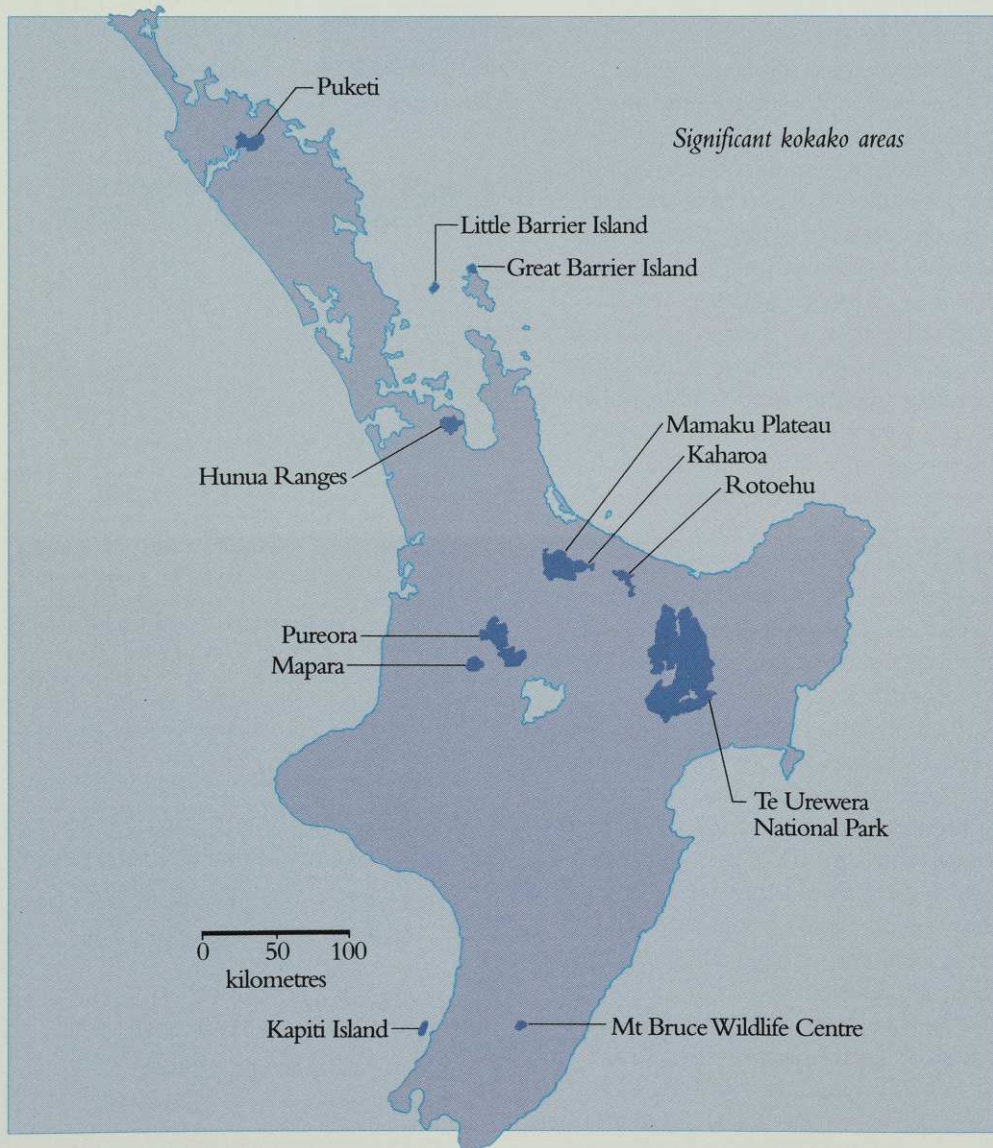 Puketi
Significant kokako areas
Little Barrier Island
Great Barrier Island
Mamaku Plateau
Kaharoa
Hunua Ranges
Rotoehu
Pureora
Mapara
Te Urewera
National Park
0 50 100
kilometres
Kapiti Island
Mt Bruce Wildlife Centre